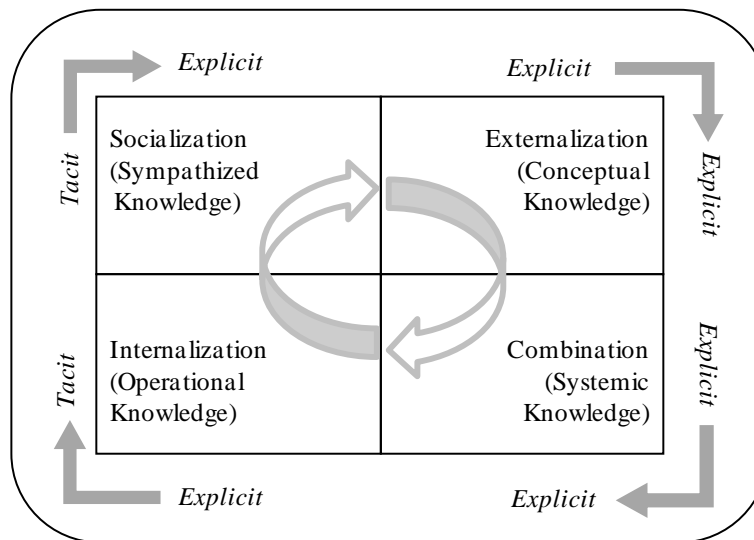 Explicit
Explicit
Tacit
Socialization
(Sympathized
Knowledge)
Externalization
(Conceptual
Knowledge)
Explicit
Tacit
Internalization
(Operational
Knowledge)
Combination
(Systemic
Knowledge)
Explicit
Explicit
Explicit